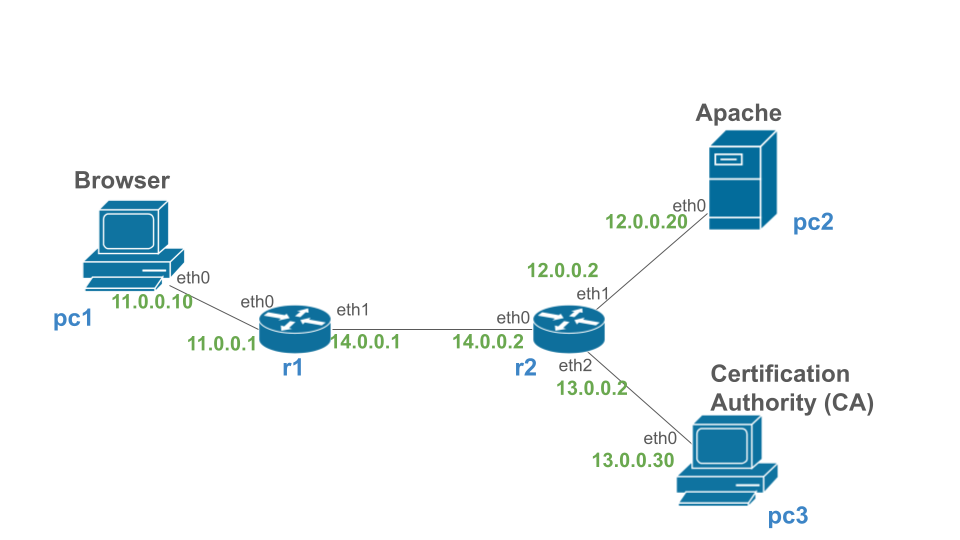 Apache
Browser
eth0
12.0.0.20
pc2
12.0.0.2
eth0
eth1
11.0.0.10
pc1
eth0
eth1
eth0
11.0.0.1
14.0.0.1
14.0.0.2
r1
r2
eth2
13.0.0.2
Certification
Authority (CA)
eth0
13.0.0.30
pc3